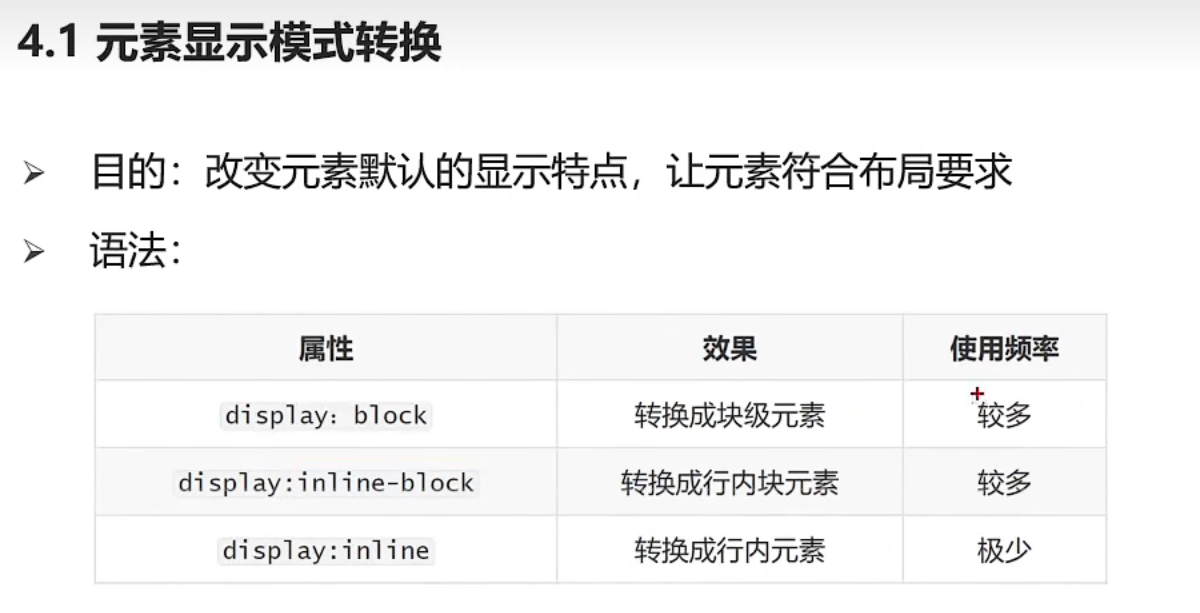 4.1 元素显示模式转换
目的：改变元素默认的显示特点，让元素符合布局要求
语法：
属性 效果 使用频率
display：block 转换成块级元素 较多
display:inline-block 转换成行内块元素 较多
display:inline 转换成行内元素 极少